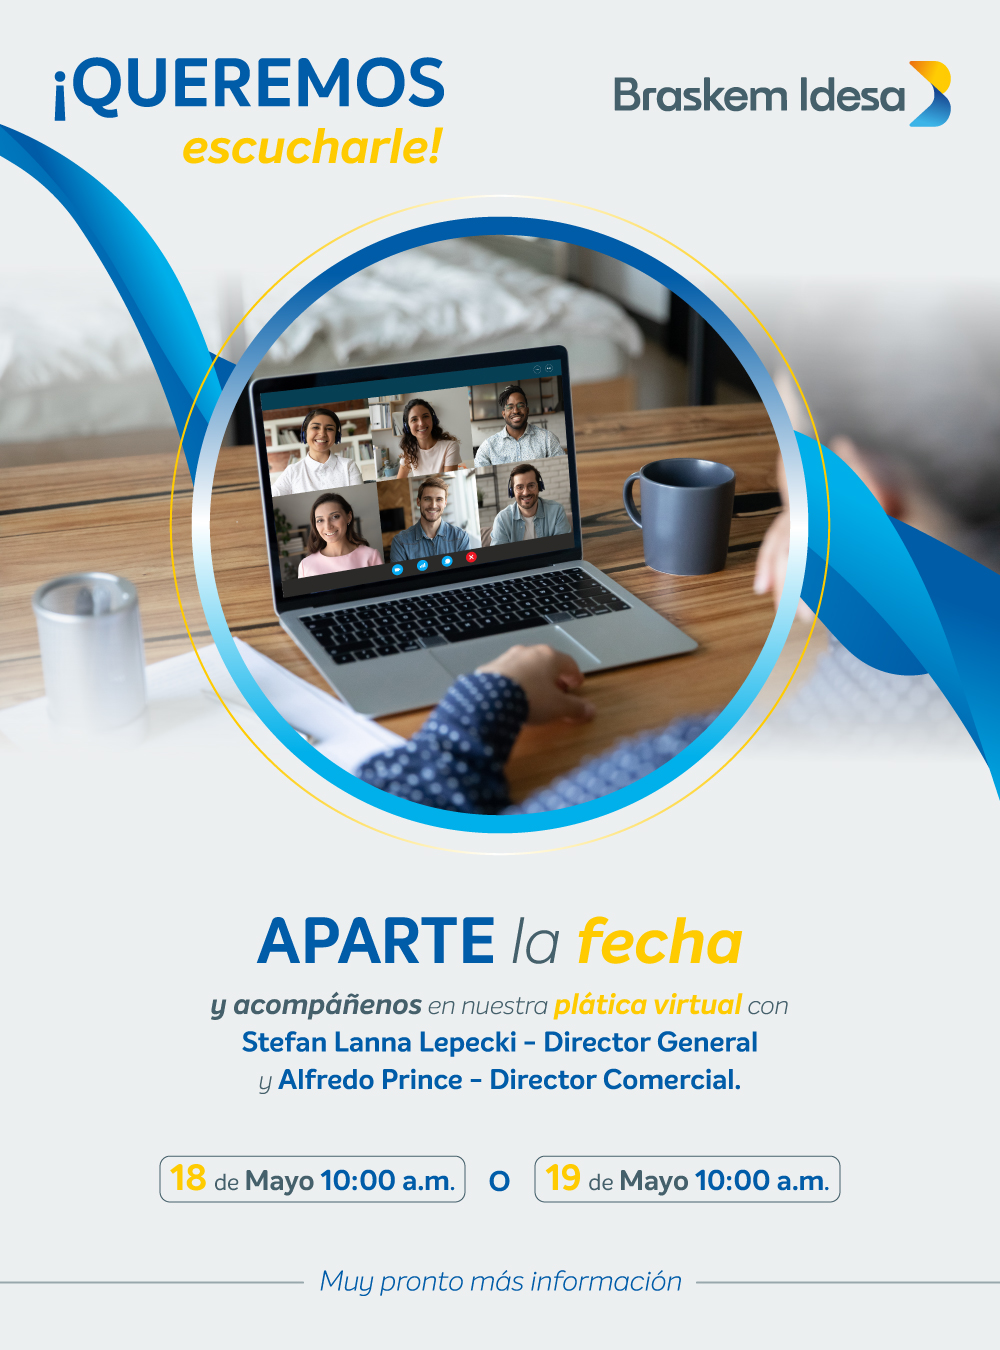 ¡QUEREMOS
escucharle!
Braskem Idesa
APARTE la fecha
y acompáñenos en nuestra plática virtual con
Stefan Lanna Lepecki – Director General
y Alfredo Prince – Director Comercial.
18 de Mayo 10:00 a.m. O 19 de Mayo 10:00 a.m.
Muy pronto más información